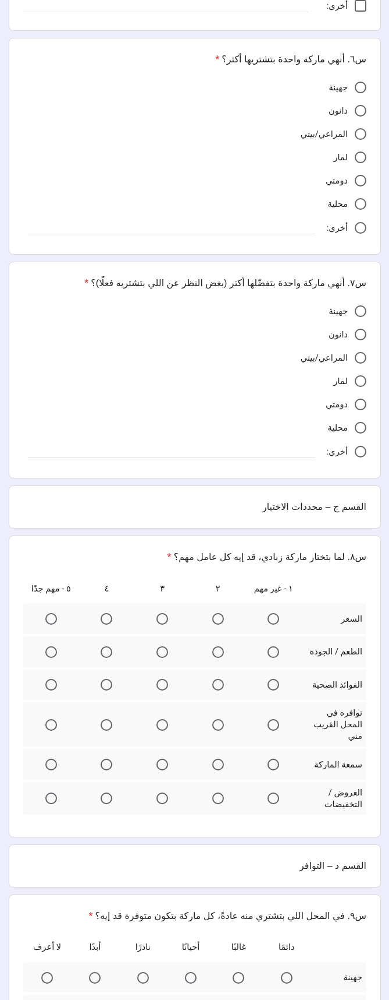 أخرى:
س٦. أنهي ماركة واحدة بتشتريها أكتر؟ *
جهينة
دانون
المراعي/بيتي
لمار
دومتي
محلية
أخرى:
س٧. أنهي ماركة واحدة بتفضّلها أكتر (بغض النظر عن اللي بتشتريه فعلًا)؟ *
جهينة
دانون
المراعي/بيتي
لمار
دومتي
محلية
أخرى:
القسم ج – محددات الاختيار
س٨. لما بتختار ماركة زبادي، قد إيه كل عامل مهم؟ *
١ - غير مهم ٢ ٣ ٤ ٥ - مهم جدًا
السعر
الطعم / الجودة
الفوائد الصحية
توافره في
المحل القريب
مني
سمعة الماركة
العروض /
التخفيضات
القسم د – التوافر
س٩. في المحل اللي بتشتري منه عادةً، كل ماركة بتكون متوفرة قد إيه؟ *
دائمًا غالبًا أحيانًا نادرًا أبدًا لا أعرف
جهينة